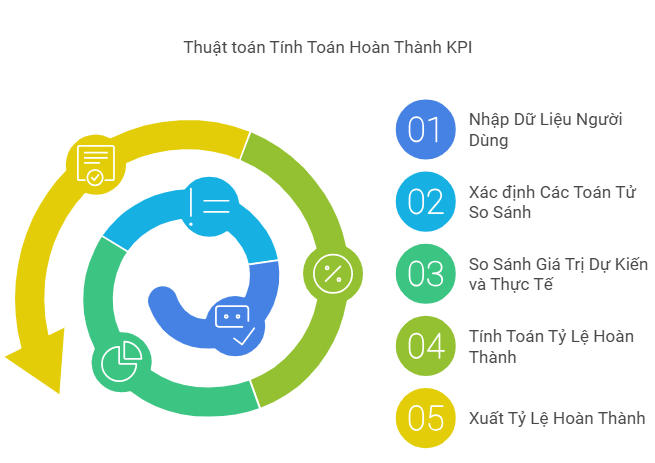 Thuật toán Tính Toán Hoàn Thành KPI
01
Nhập Dữ Liệu Người
Dùng
02
Xác định Các Toán Tử
So Sánh
03
So Sánh Giá Trị Dự Kiến
và Thực Tế
04
Tính Toán Tỷ Lệ Hoàn
Thành
05
Xuất Tỷ Lệ Hoàn Thành
%